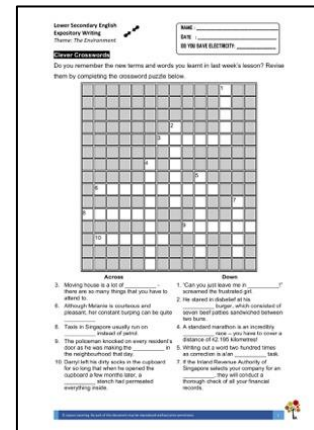 Lower Secondary English
Expository Writing
Theme: The Environment
NAME :
DATE :
DO YOU SAVE ELECTRICITY:
Clever Crosswords
Do you remember the new terms and words you learnt in last week's lesson? Revise
them by completing the crossword puzzle below.
1
2
3
4
5
6
7
8
9
10
Across
3. Moving house is a lot of ________ -
there are so many things that you have to
attend to.
6. Although Melanie is courteous and
pleasant, her constant burping can be quite
________
8. Taxis in Singapore usually run on
________ instead of petrol.
9. The policeman knocked on every resident's
door as he was making the ________ in
the neighbourhood that day.
10. Darryl left his dirty socks in the cupboard
for so long that when he opened the
cupboard a few months later, a
________ stench had permeated
everything inside.
Down
1. "Can you just leave me in ________!"
screamed the frustrated girl.
2. He stared in disbelief at his
________ burger, which consisted of
seven beef patties sandwiched between
two buns.
4. A standard marathon is an incredibly
________ race – you have to cover a
distance of 42.195 kilometres!
5. Writing out a word two hundred times
as correction is a/an ________ task.
7. If the Inland Revenue Authority of
Singapore selects your company for an
________, they will conduct a
thorough check of all your financial
records.